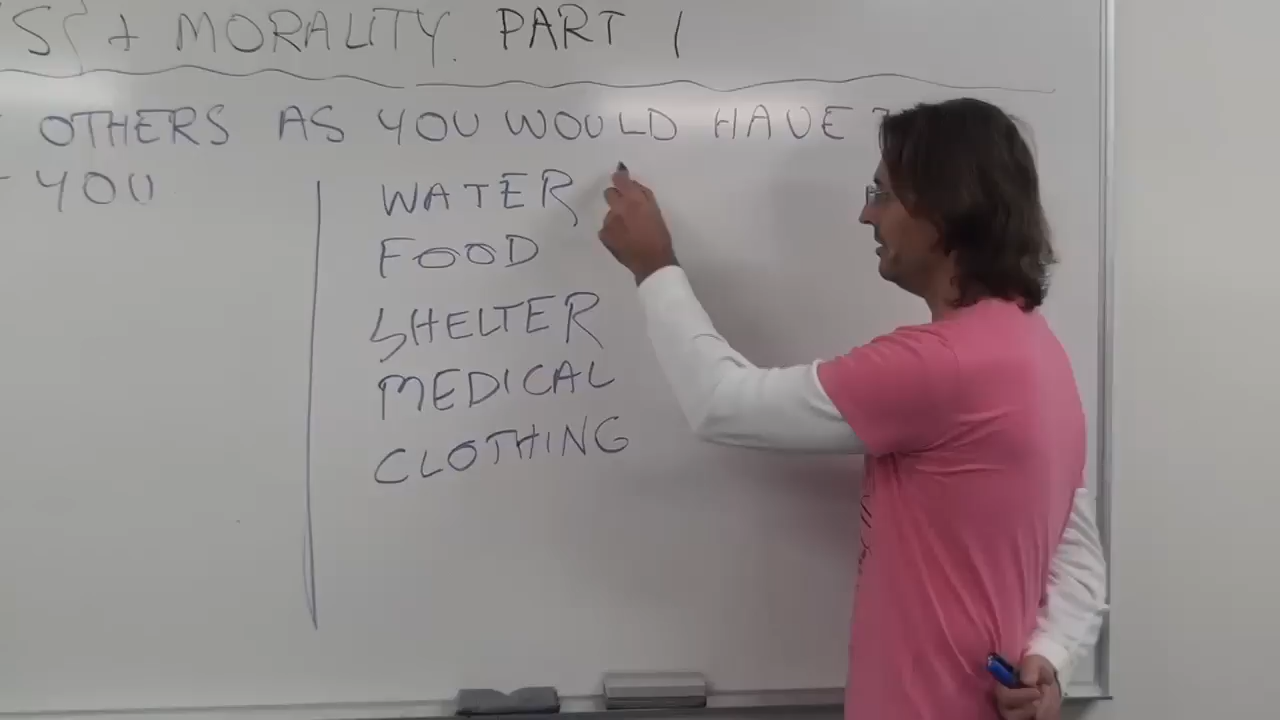 + MORALITY. PART 1
OTHERS AS YOU WOULD HAVE
YOU
WATER
FOOD
SHELTER
MEDICAL
CLOTHING